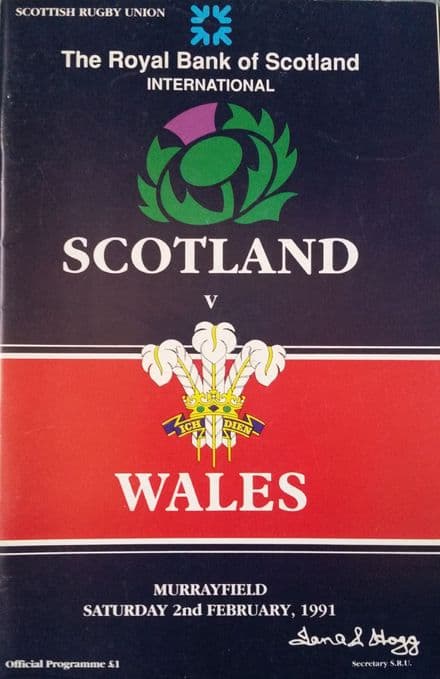 SCOTTISH RUGBY UNION
The Royal Bank of Scotland
INTERNATIONAL
SCOTLAND
V
ICH DIEN
WALES
MURRAYFIELD
SATURDAY 2nd FEBRUARY, 1991
Official Programme £1
Secretary S.R.U.